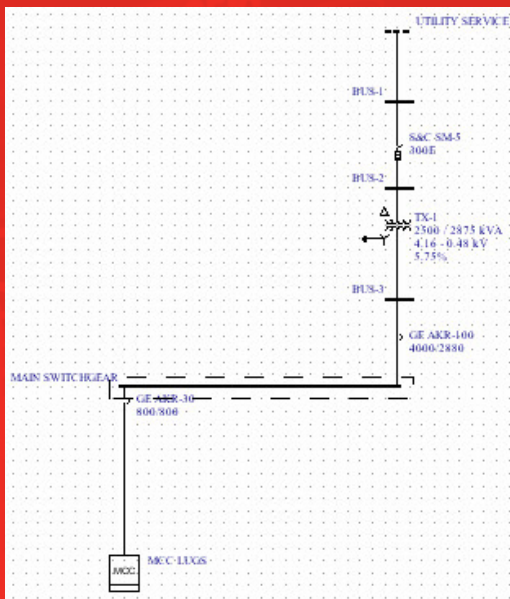 UTILITY SERVICE
BUS-1
S&C SM-5
300E
BUS-2
TX-1
2500 / 2875 kVA
4.16 - 0.48 kV
5.75%
BUS-3
GE AKR-100
4000/2880
MAIN SWITCHGEAR
GE AKR-30
800/800
MCC
MCC LUGS